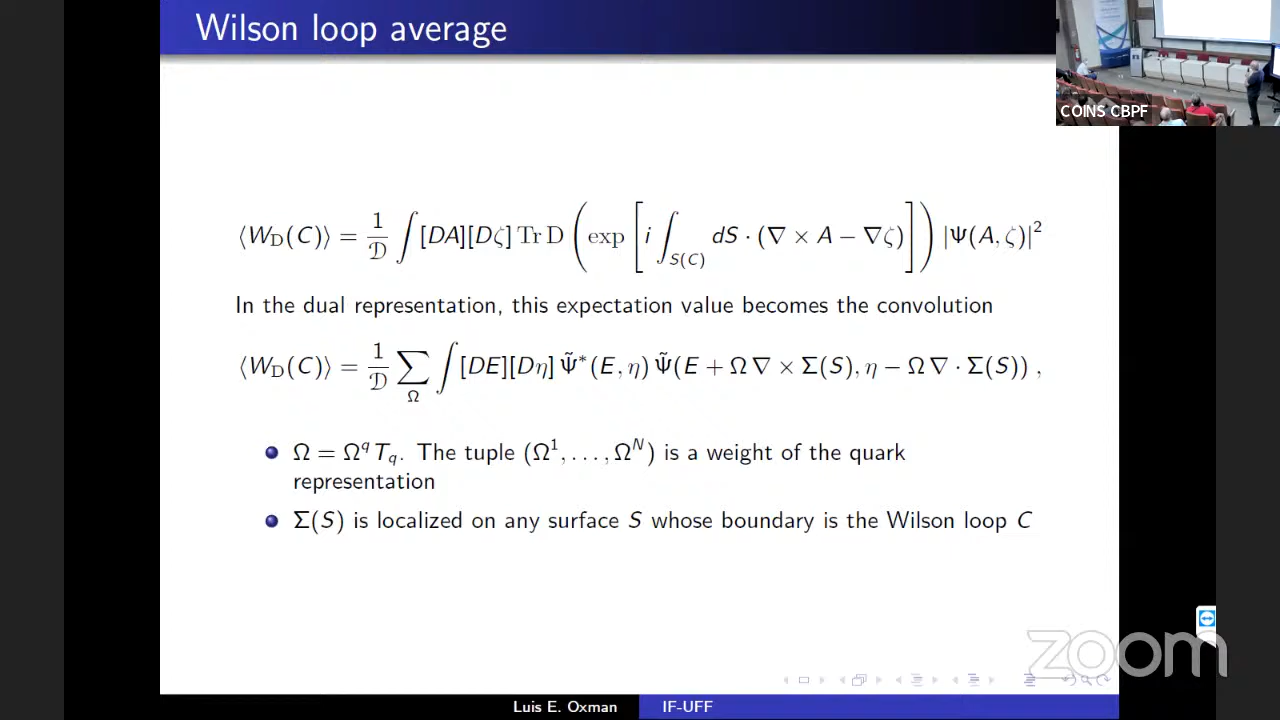 Wilson loop average
COINS CBPF
⟨W_D(C)⟩ = 1/𝒟 ∫ [DA][Dζ] Tr D ( exp [ i ∫_{S(C)} dS · (∇ × A − ∇ζ) ] ) |Ψ(A, ζ)|²
In the dual representation, this expectation value becomes the convolution
⟨W_D(C)⟩ = 1/𝒟 ∑_Ω ∫ [DE][Dη] Ψ̃*(E, η) Ψ̃(E + Ω ∇ × Σ(S), η − Ω ∇ · Σ(S)) ,
Ω = Ω^q T_q. The tuple (Ω¹, . . . , Ω^N) is a weight of the quark
representation
Σ(S) is localized on any surface S whose boundary is the Wilson loop C
zoom
Luis E. Oxman IF-UFF